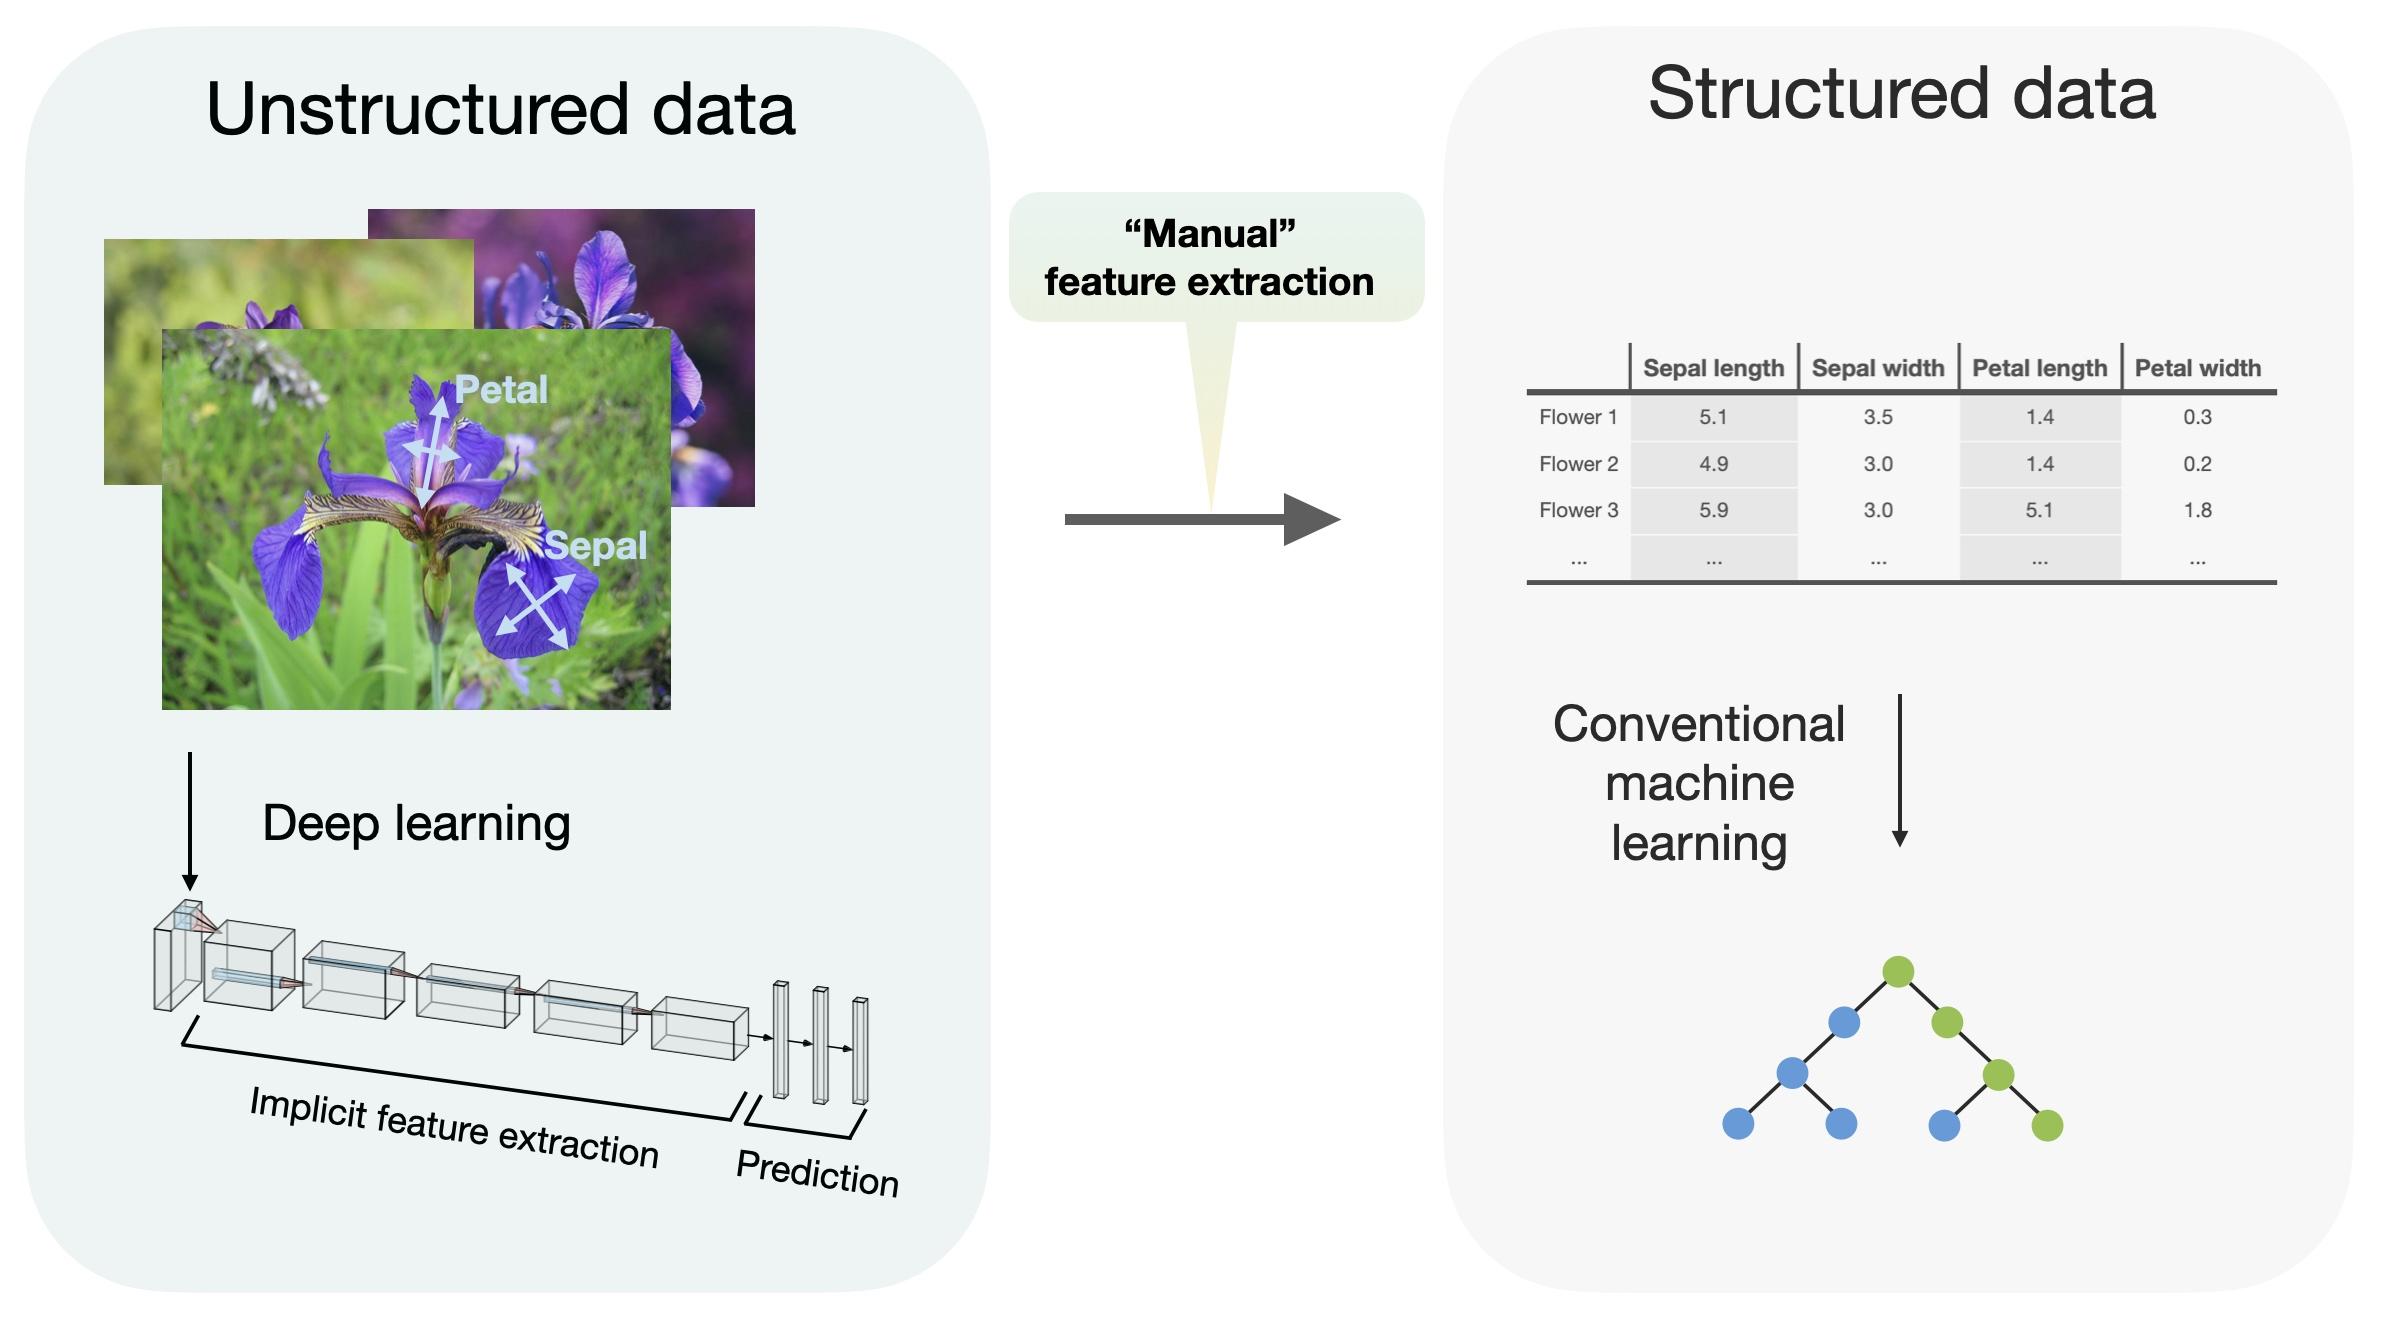 Unstructured data
Petal
Sepal
Deep learning
Implicit feature extraction
Prediction
“Manual”
feature extraction
Structured data
Sepal length Sepal width Petal length Petal width
Flower 1 5.1 3.5 1.4 0.3
Flower 2 4.9 3.0 1.4 0.2
Flower 3 5.9 3.0 5.1 1.8
... ... ... ... ...
Conventional
machine
learning